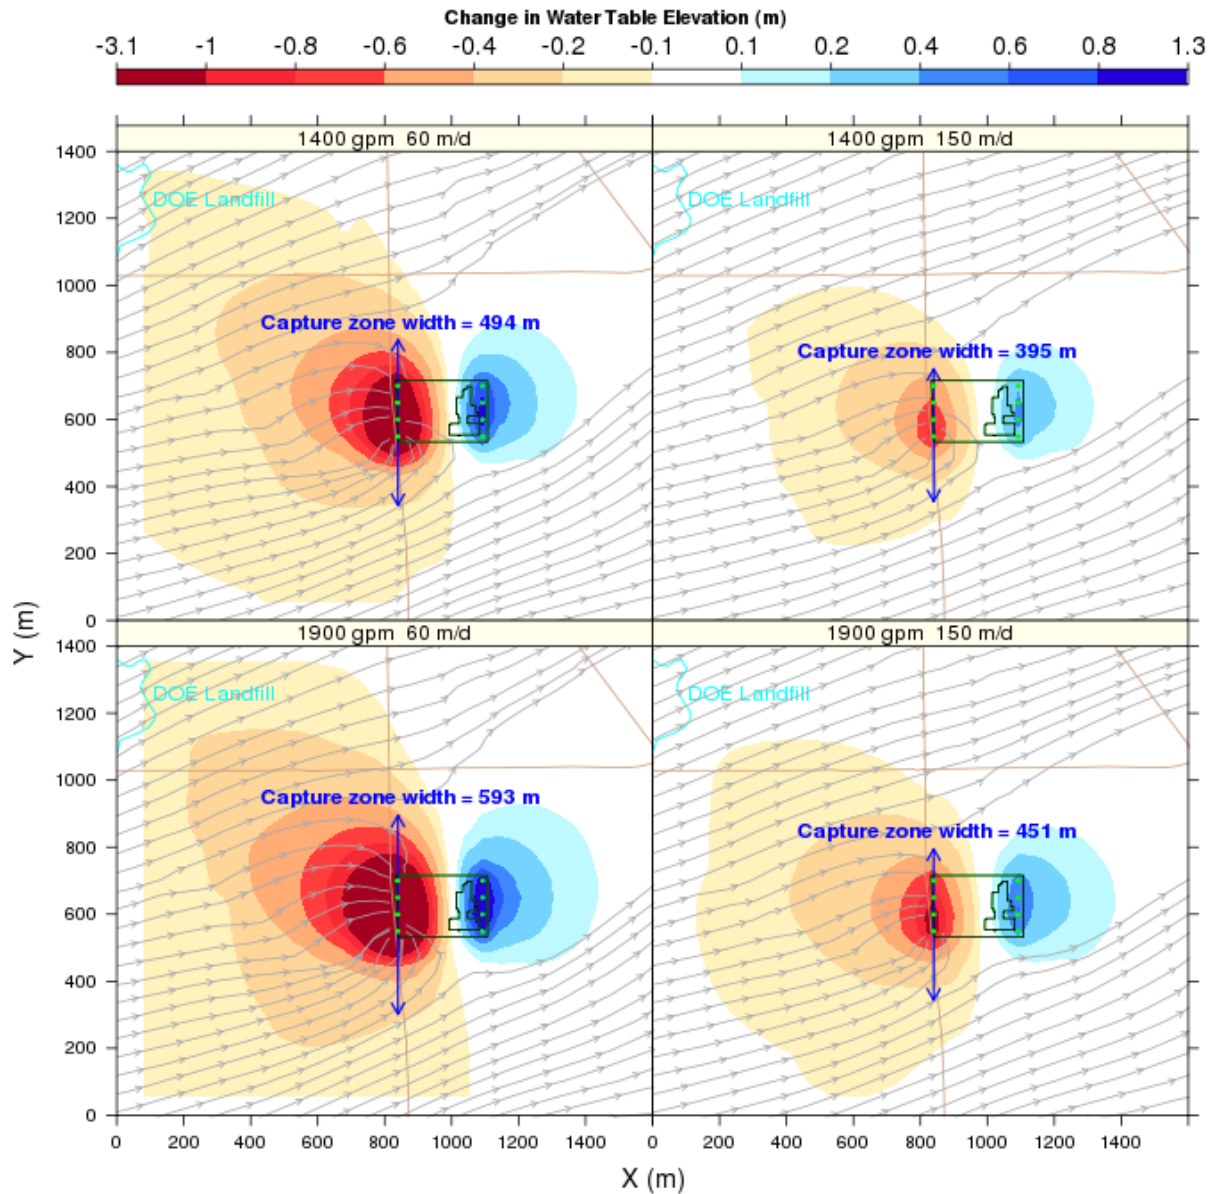 Change in Water Table Elevation (m)
-3.1 -1 -0.8 -0.6 -0.4 -0.2 -0.1 0.1 0.2 0.4 0.6 0.8 1.3
1400 gpm 60 m/d
1400 gpm 150 m/d
1400
1200
1000
800
600
400
200
0
DOE Landfill
Capture zone width = 494 m
DOE Landfill
Capture zone width = 395 m
Y (m)
1900 gpm 60 m/d
1900 gpm 150 m/d
1400
1200
1000
800
600
400
200
0
DOE Landfill
Capture zone width = 593 m
DOE Landfill
Capture zone width = 451 m
0 200 400 600 800 1000 1200 1400
0 200 400 600 800 1000 1200 1400
X (m)